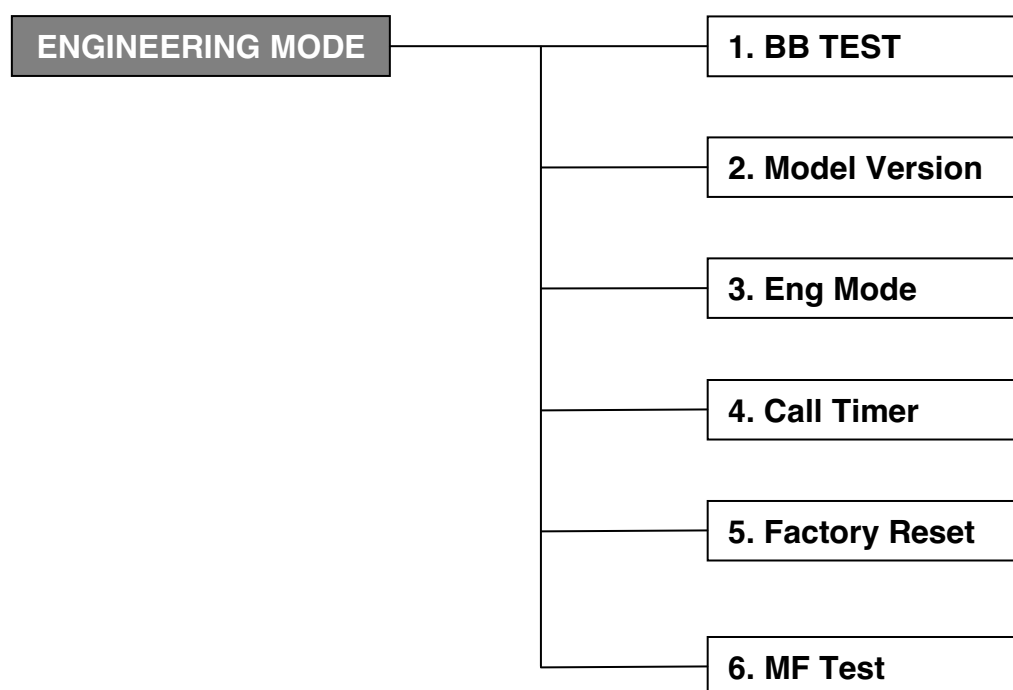 ENGINEERING MODE
1. BB TEST
2. Model Version
3. Eng Mode
4. Call Timer
5. Factory Reset
6. MF Test